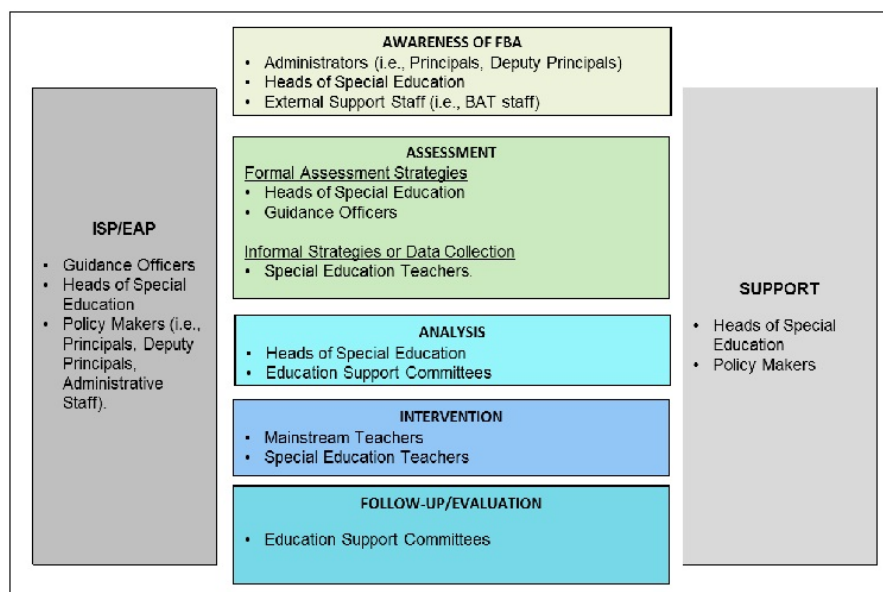 AWARENESS OF FBA
• Administrators (i.e., Principals, Deputy Principals)
• Heads of Special Education
• External Support Staff (i.e., BAT staff)
ISP/EAP
• Guidance Officers
• Heads of Special
Education
• Policy Makers (i.e.,
Principals, Deputy
Principals,
Administrative
Staff).
ASSESSMENT
Formal Assessment Strategies
• Heads of Special Education
• Guidance Officers
Informal Strategies or Data Collection
• Special Education Teachers.
ANALYSIS
• Heads of Special Education
• Education Support Committees
INTERVENTION
• Mainstream Teachers
• Special Education Teachers
FOLLOW-UP/EVALUATION
• Education Support Committees
SUPPORT
• Heads of Special
Education
• Policy Makers